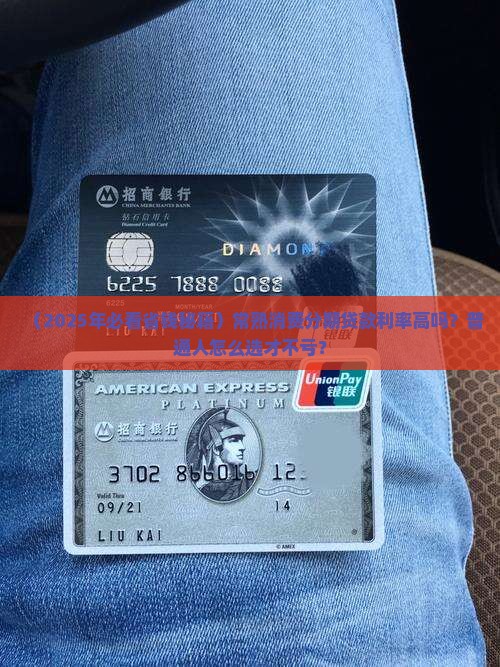 招商银行
CHINA MERCHANTS BANK
钻石信用卡
Diamond Credit Card
DIAMON
6225 7888 0088
6225
（2025年必看省钱秘籍）常熟消费分期贷款利率高吗？普
通人怎么选才不亏？
LIU KAI
AMERICAN EXPRESS
PLATINUM
UnionPay
银联
招商银行
3702 866016 12
Valid Thru
09/21
14
LIU KAI
© AMEX